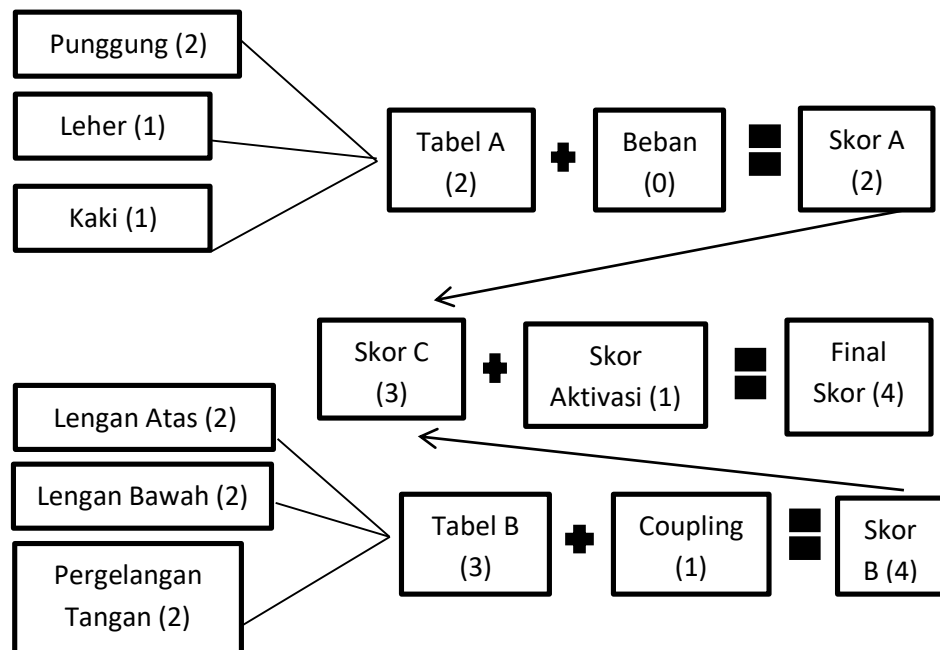 Punggung (2)
Leher (1)
Kaki (1)
Tabel A
(2)
Beban
(0)
Skor A
(2)
Skor C
(3)
Skor
Aktivasi (1)
Final
Skor (4)
Lengan Atas (2)
Lengan Bawah (2)
Pergelangan
Tangan (2)
Tabel B
(3)
Coupling
(1)
Skor
B (4)